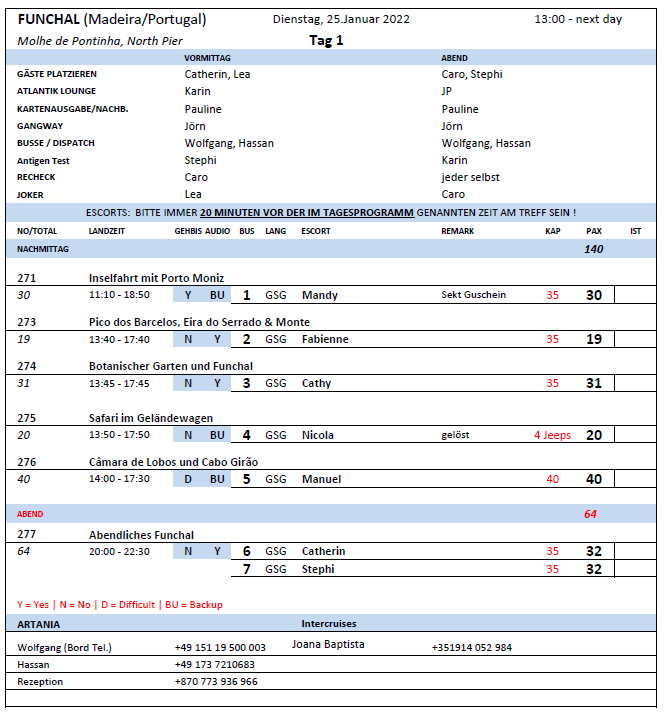 FUNCHAL (Madeira/Portugal) Dienstag, 25.Januar 2022 13:00 - next day
Molhe de Pontinha, North Pier Tag 1
VORMITTAG ABEND
GÄSTE PLATZIEREN Catherin, Lea Caro, Stephi
ATLANTIK LOUNGE Karin JP
KARTENAUSGABE/NACHB. Pauline Pauline
GANGWAY Jörn Jörn
BUSSE / DISPATCH Wolfgang, Hassan Wolfgang, Hassan
Antigen Test Stephi Karin
RECHECK Caro jeder selbst
JOKER Lea Caro
ESCORTS: BITTE IMMER 20 MINUTEN VOR DER IM TAGESPROGRAMM GENANNTEN ZEIT AM TREFF SEIN !
NO/TOTAL LANDZEIT GEHBIS AUDIO BUS LANG ESCORT REMARK KAP PAX IST
NACHMITTAG 140
271 Inselfahrt mit Porto Moniz
30 11:10 - 18:50 Y BU 1 GSG Mandy Sekt Guschein 35 30
273 Pico dos Barcelos, Eira do Serrado & Monte
19 13:40 - 17:40 N Y 2 GSG Fabienne 35 19
274 Botanischer Garten und Funchal
31 13:45 - 17:45 N Y 3 GSG Cathy 35 31
275 Safari im Geländewagen
20 13:50 - 17:50 N BU 4 GSG Nicola gelöst 4 Jeeps 20
276 Câmara de Lobos und Cabo Girão
40 14:00 - 17:30 D BU 5 GSG Manuel 40 40
ABEND 64
277 Abendliches Funchal
64 20:00 - 22:30 N Y 6 GSG Catherin 35 32
7 GSG Stephi 35 32
Y = Yes | N = No | D = Difficult | BU = Backup
ARTANIA Intercruises
Wolfgang (Bord Tel.) +49 151 19 500 003 Joana Baptista +351914 052 984
Hassan +49 173 7210683
Rezeption +870 773 936 966